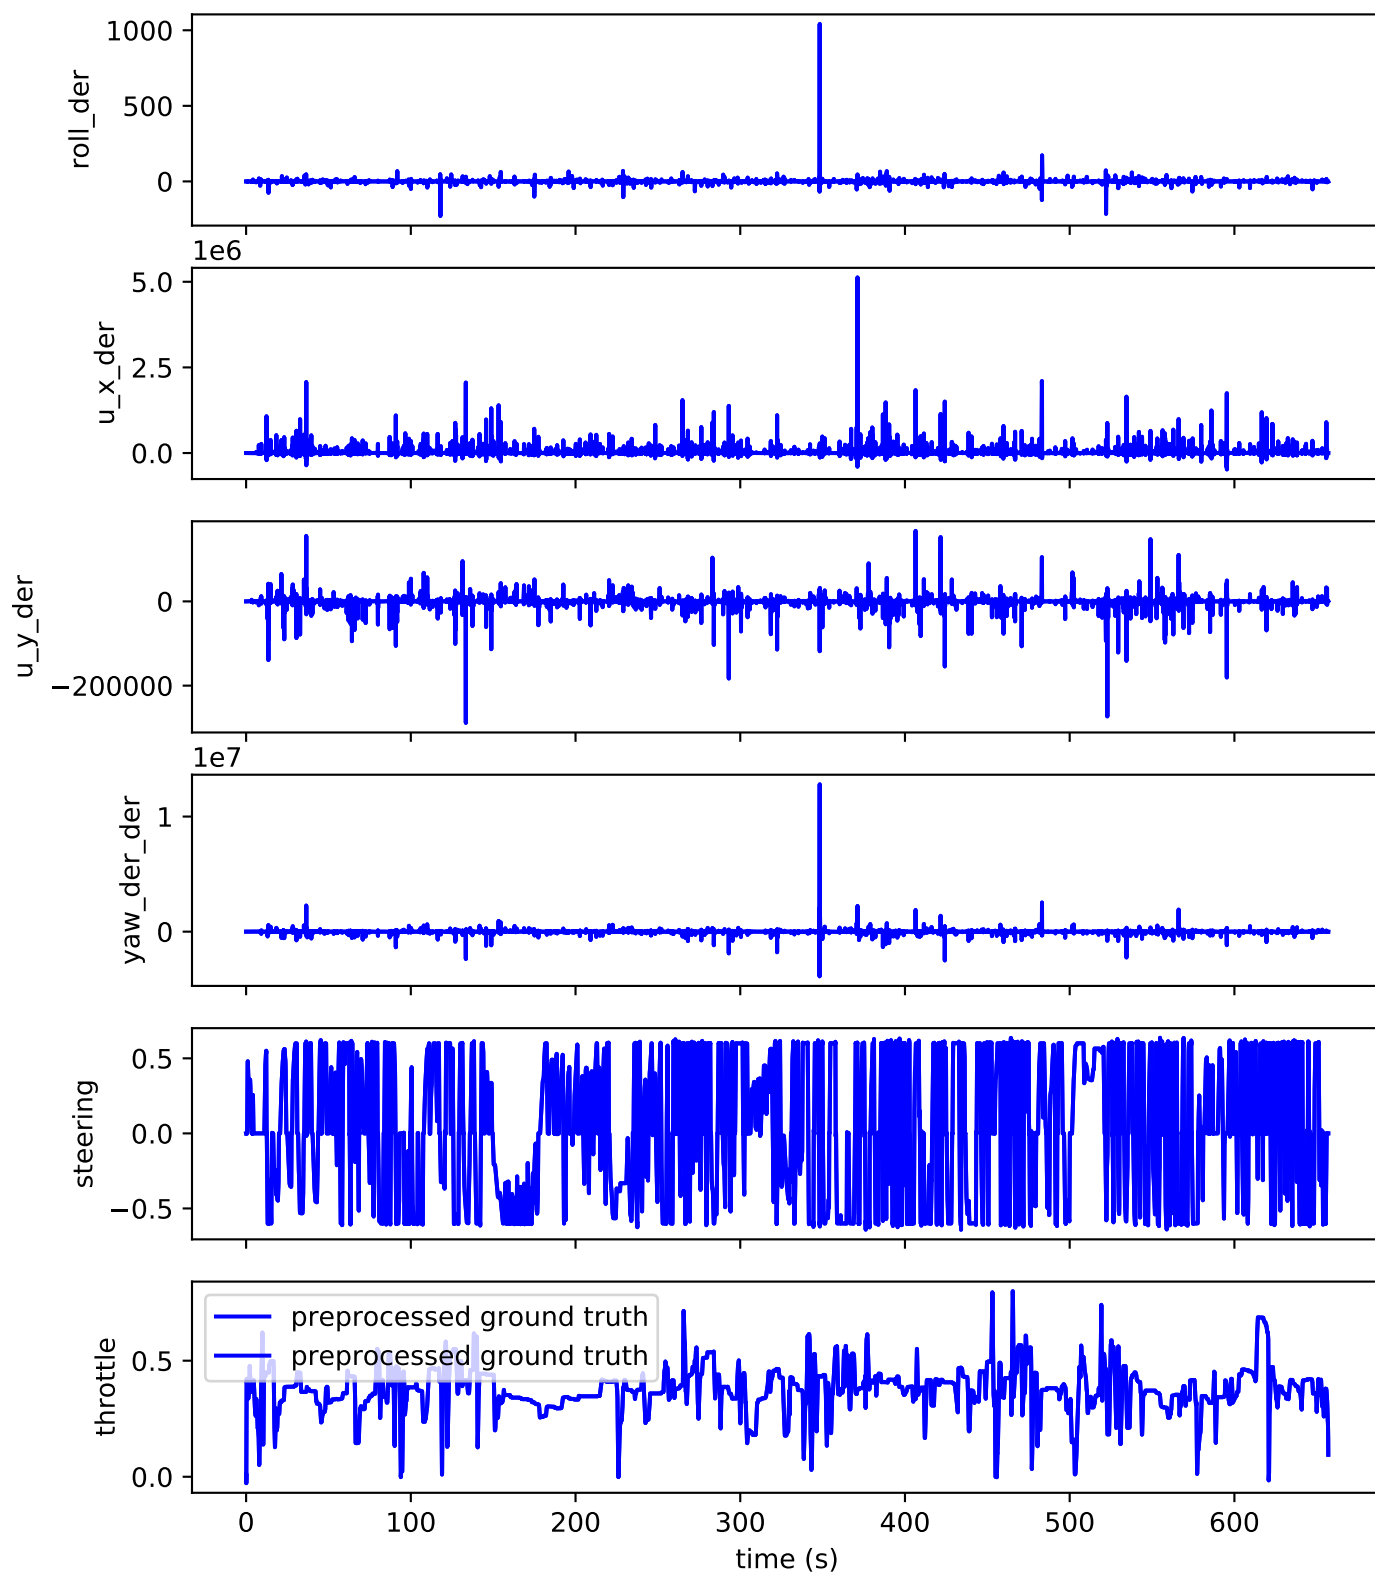 1000
500
0
roll_der
1e6
5.0
2.5
0.0
u_x_der
0
−200000
u_y_der
1e7
1
0
yaw_der_der
0.5
0.0
−0.5
steering
preprocessed ground truth
preprocessed ground truth
0.5
0.0
throttle
0 100 200 300 400 500 600
time (s)